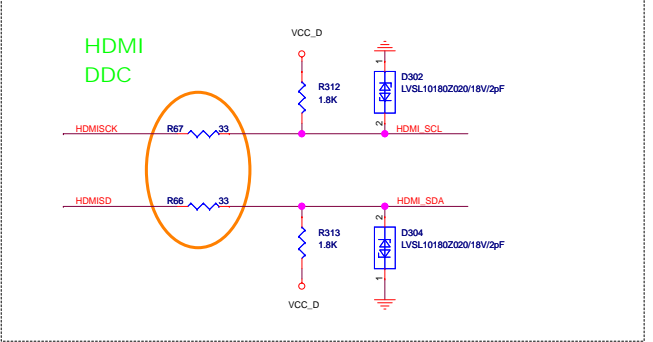 HDMI
DDC
VCC_D
R312
1.8K
1
D302
LVSL10180Z020/18V/2pF
2
HDMISCK
R67
33
HDMI_SCL
HDMISD
R66
33
HDMI_SDA
2
R313
1.8K
D304
LVSL10180Z020/18V/2pF
1
VCC_D